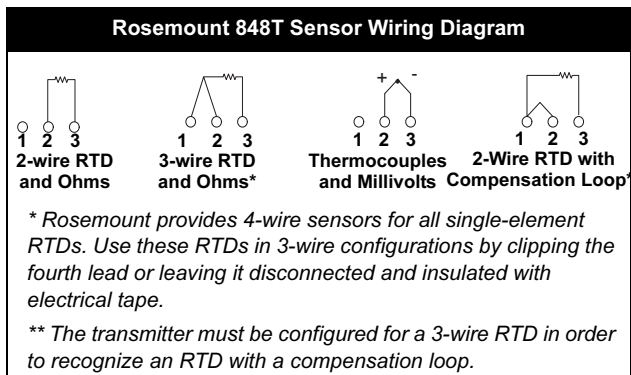 Rosemount 848T Sensor Wiring Diagram
+ -
1 2 3
2-wire RTD
and Ohms
1 2 3
3-wire RTD
and Ohms*
1 2 3
Thermocouples
and Millivolts
1 2 3
2-Wire RTD with
Compensation Loop*
* Rosemount provides 4-wire sensors for all single-element
RTDs. Use these RTDs in 3-wire configurations by clipping the
fourth lead or leaving it disconnected and insulated with
electrical tape.
** The transmitter must be configured for a 3-wire RTD in order
to recognize an RTD with a compensation loop.